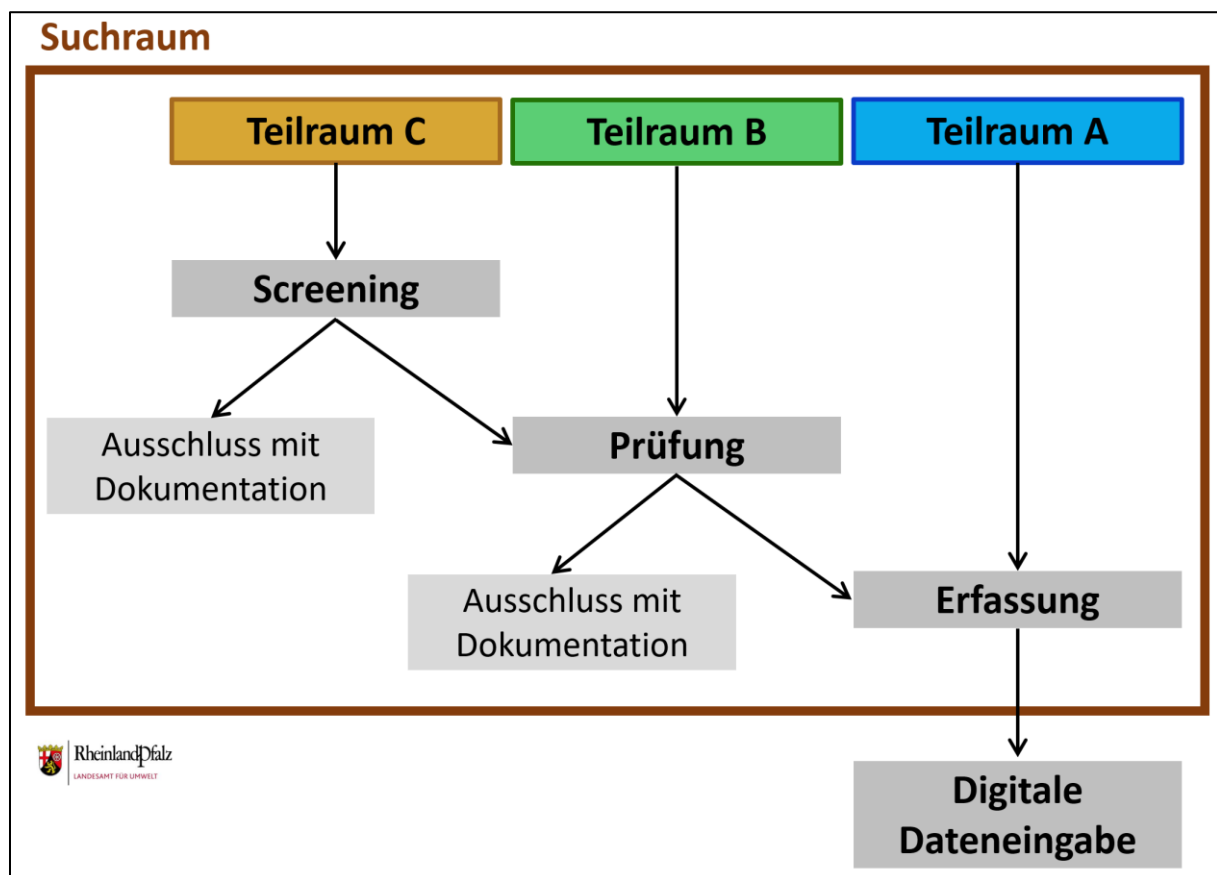 Suchraum
Teilraum C
Teilraum B
Teilraum A
Screening
Ausschluss mit
Dokumentation
Prüfung
Ausschluss mit
Dokumentation
Erfassung
RheinlandPfalz
LANDESAMT FÜR UMWELT
Digitale
Dateneingabe